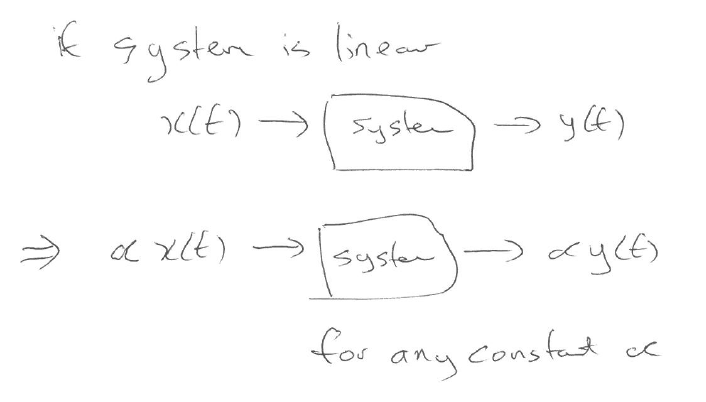 if system is linear
x(t) → system → y(t)
⇒ α x(t) → system → α y(t)
for any constant α